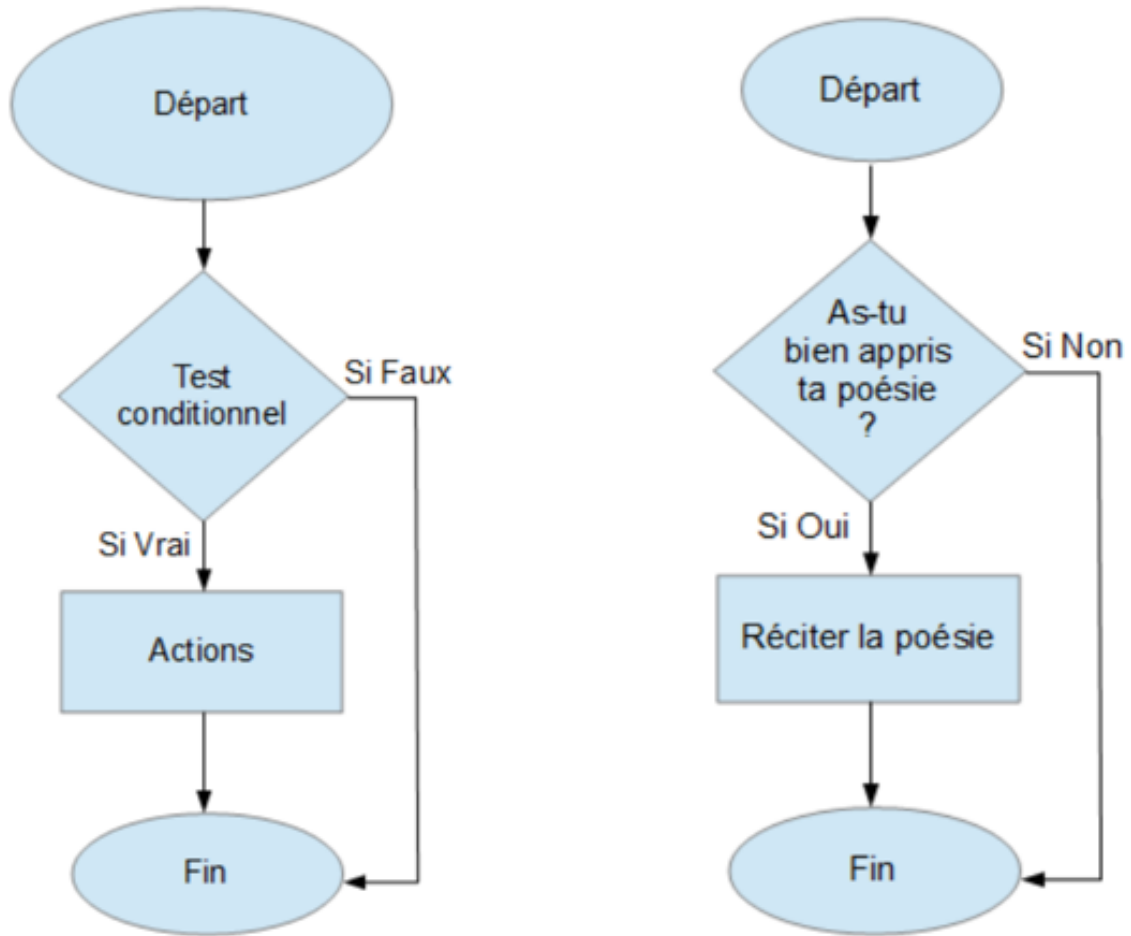 Départ
Test
conditionnel
Si Faux
Si Vrai
Actions
Fin
Départ
As-tu
bien appris
ta poésie
?
Si Non
Si Oui
Réciter la poésie
Fin